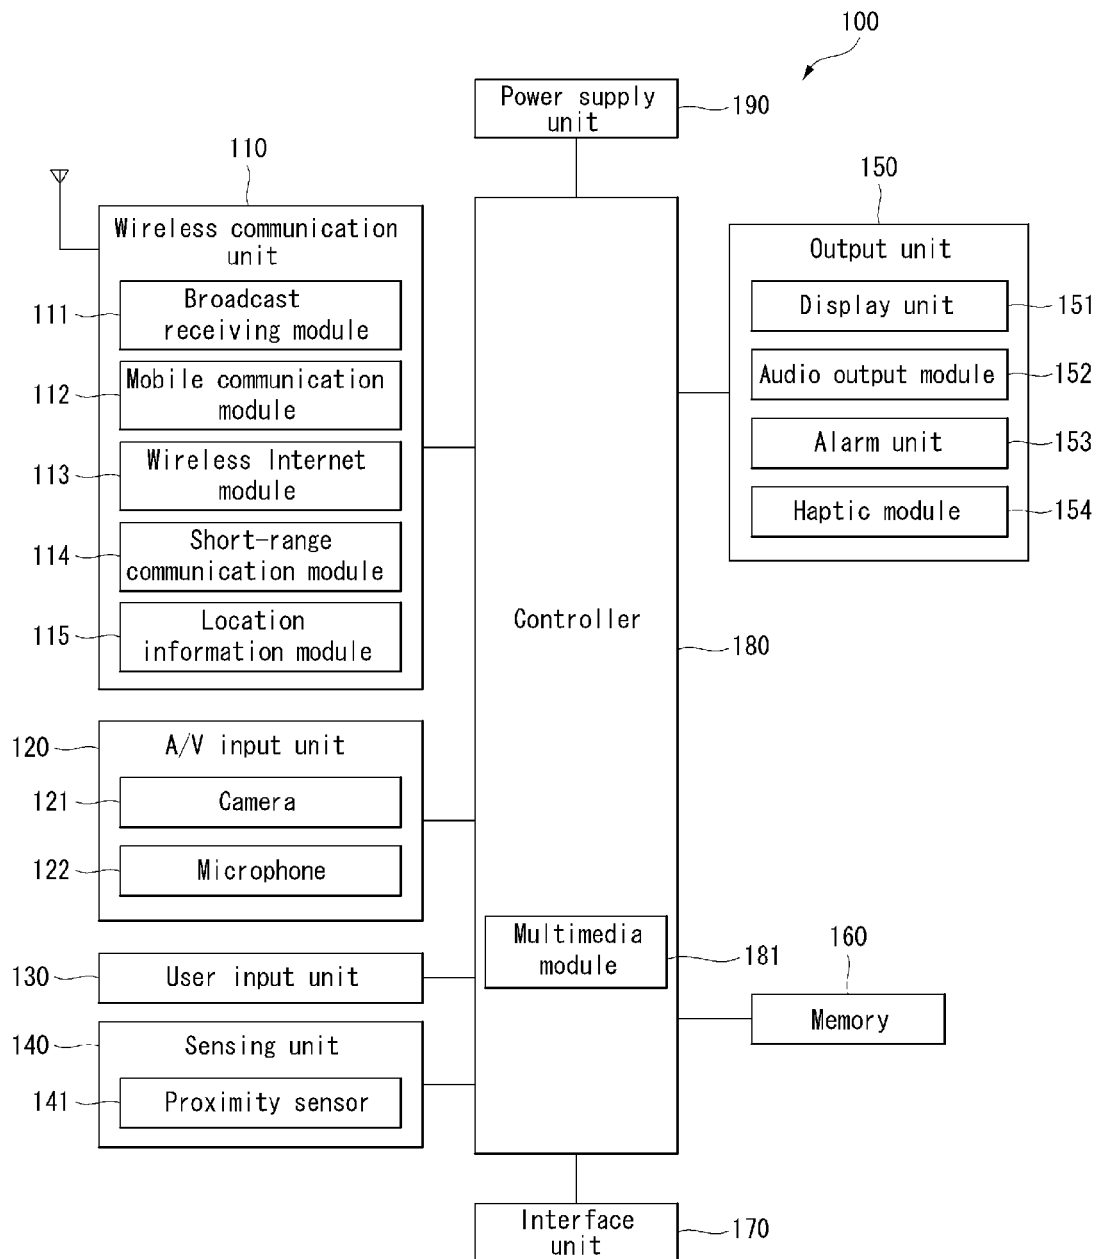 100
Power supply
unit
190
110
Wireless communication
unit
111
Broadcast
receiving module
112
Mobile communication
module
113
Wireless Internet
module
114
Short-range
communication module
115
Location
information module
150
Output unit
Display unit
151
Audio output module
152
Alarm unit
153
Haptic module
154
Controller
180
120
A/V input unit
121
Camera
122
Microphone
Multimedia
module
181
160
Memory
130
User input unit
140
Sensing unit
141
Proximity sensor
Interface
unit
170